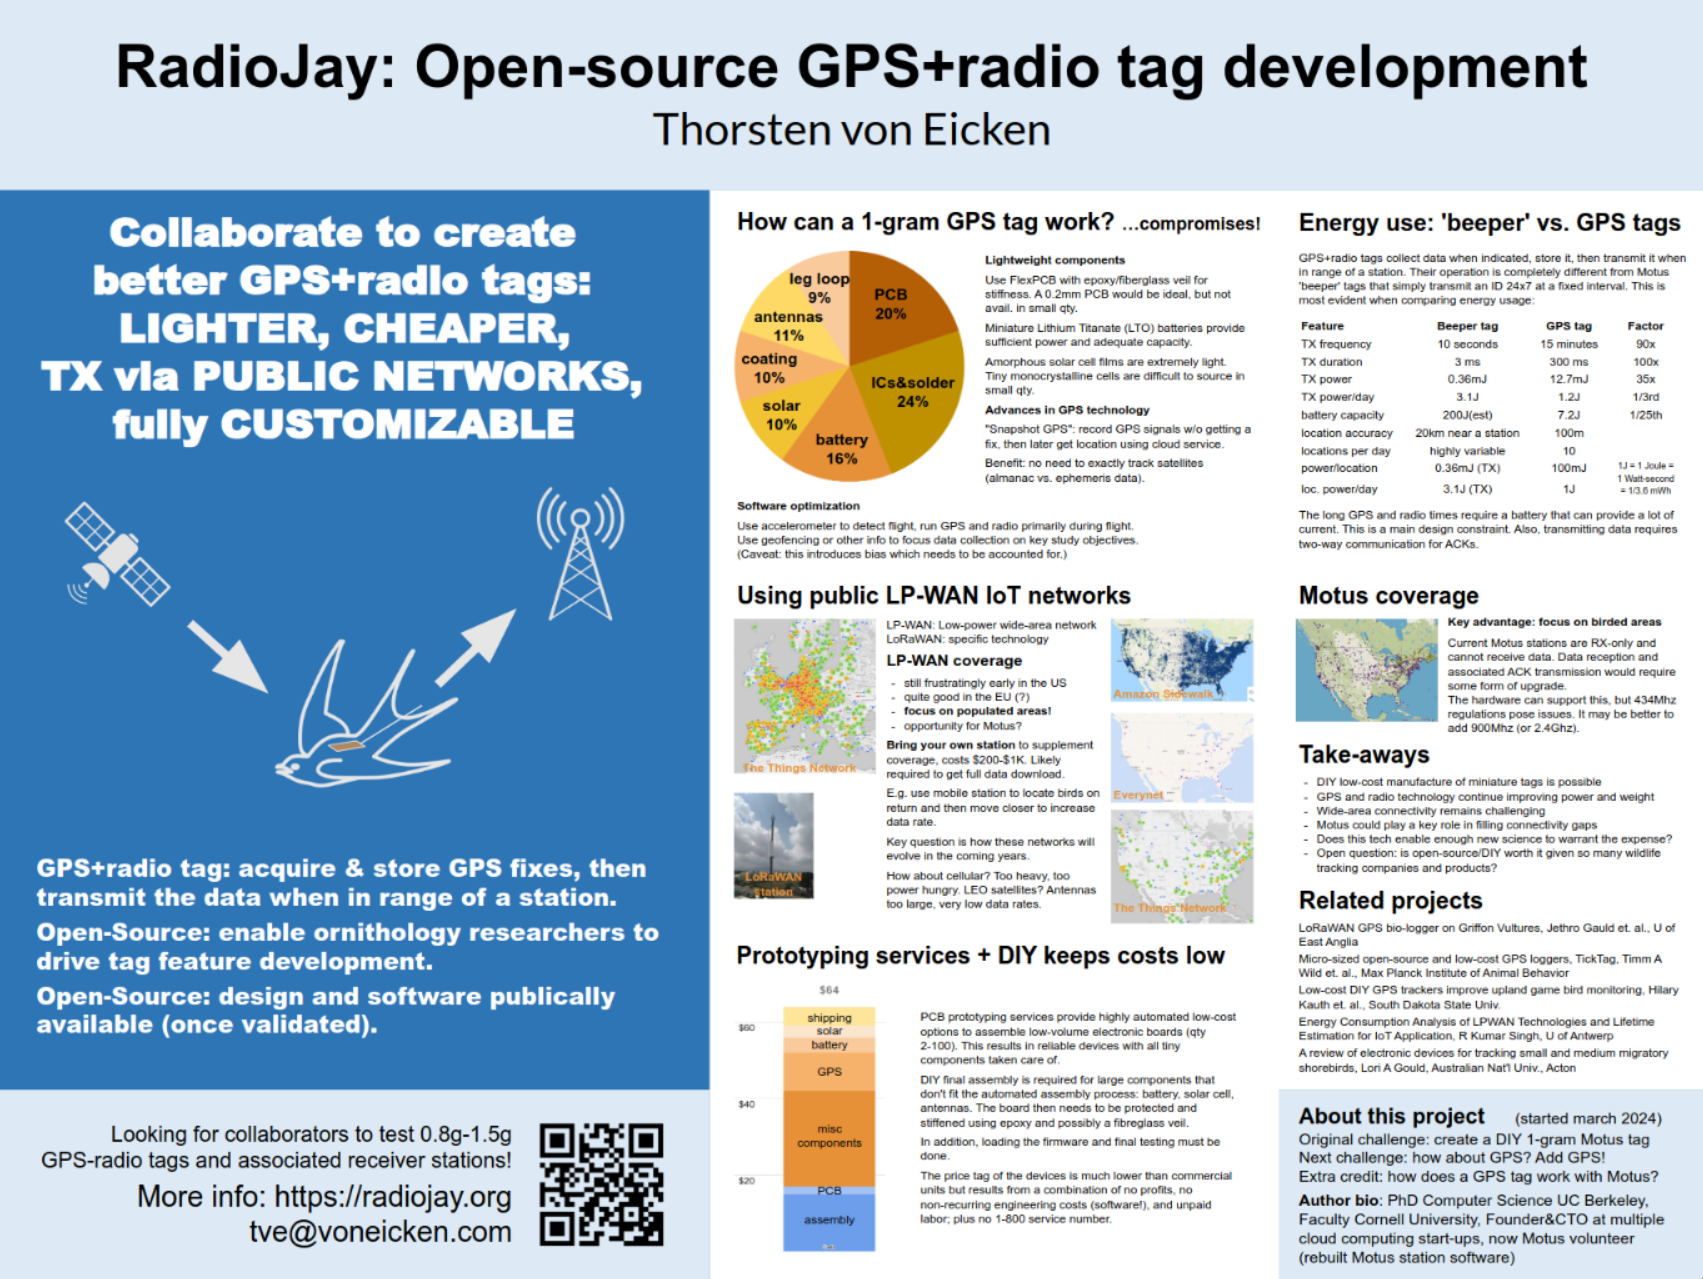 RadioJay: Open-source GPS+radio tag development
Thorsten von Eicken
Collaborate to create
better GPS+radio tags:
LIGHTER, CHEAPER,
TX via PUBLIC NETWORKS,
fully CUSTOMIZABLE
GPS+radio tag: acquire & store GPS fixes, then
transmit the data when in range of a station.
Open-Source: enable ornithology researchers to
drive tag feature development.
Open-Source: design and software publically
available (once validated).
Looking for collaborators to test 0.8g-1.5g
GPS-radio tags and associated receiver stations!
More info: https://radiojay.org
tve@voneicken.com
How can a 1-gram GPS tag work? ...compromises!
leg loop
9%
PCB
20%
antennas
11%
coating
10%
ICs&solder
24%
solar
10%
battery
16%
Lightweight components
Use FlexPCB with epoxy/fiberglass veil for
stiffness. A 0.2mm PCB would be ideal, but not
avail. in small qty.
Miniature Lithium Titanate (LTO) batteries provide
sufficient power and adequate capacity.
Amorphous solar cell films are extremely light.
Tiny monocrystalline cells are difficult to source in
small qty.
Advances in GPS technology
"Snapshot GPS": record GPS signals w/o getting a
fix, then later get location using cloud service.
Benefit: no need to exactly track satellites
(almanac vs. ephemeris data).
Software optimization
Use accelerometer to detect flight, run GPS and radio primarily during flight.
Use geofencing or other info to focus data collection on key study objectives.
(Caveat: this introduces bias which needs to be accounted for.)
Using public LP-WAN IoT networks
The Things Network
LoRaWAN
station
LP-WAN: Low-power wide-area network
LoRaWAN: specific technology
LP-WAN coverage
- still frustratingly early in the US
- quite good in the EU (?)
- focus on populated areas!
- opportunity for Motus?
Bring your own station to supplement
coverage, costs $200-$1K. Likely
required to get full data download.
E.g. use mobile station to locate birds on
return and then move closer to increase
data rate.
Key question is how these networks will
evolve in the coming years.
How about cellular? Too heavy, too
power hungry. LEO satellites? Antennas
too large, very low data rates.
Amazon Sidewalk
Everynet
The Things Network
Prototyping services + DIY keeps costs low
$64
shipping
$60
solar
battery
GPS
$40
misc
components
$20
PCB
assembly
PCB prototyping services provide highly automated low-cost
options to assemble low-volume electronic boards (qty
2-100). This results in reliable devices with all tiny
components taken care of.
DIY final assembly is required for large components that
don't fit the automated assembly process: battery, solar cell,
antennas. The board then needs to be protected and
stiffened using epoxy and possibly a fibreglass veil.
In addition, loading the firmware and final testing must be
done.
The price tag of the devices is much lower than commercial
units but results from a combination of no profits, no
non-recurring engineering costs (software!), and unpaid
labor; plus no 1-800 service number.
Energy use: 'beeper' vs. GPS tags
GPS+radio tags collect data when indicated, store it, then transmit it when
in range of a station. Their operation is completely different from Motus
'beeper' tags that simply transmit an ID 24x7 at a fixed interval. This is
most evident when comparing energy usage:
Feature Beeper tag GPS tag Factor
TX frequency 10 seconds 15 minutes 90x
TX duration 3 ms 300 ms 100x
TX power 0.36mJ 12.7mJ 35x
TX power/day 3.1J 1.2J 1/3rd
battery capacity 200J(est) 7.2J 1/25th
location accuracy 20km near a station 100m
locations per day highly variable 10
power/location 0.36mJ (TX) 100mJ
loc. power/day 3.1J (TX) 1J
1J = 1 Joule =
1 Watt-second
= 1/3.6 mWh
The long GPS and radio times require a battery that can provide a lot of
current. This is a main design constraint. Also, transmitting data requires
two-way communication for ACKs.
Motus coverage
Key advantage: focus on birded areas
Current Motus stations are RX-only and
cannot receive data. Data reception and
associated ACK transmission would require
some form of upgrade.
The hardware can support this, but 434Mhz
regulations pose issues. It may be better to
add 900Mhz (or 2.4Ghz).
Take-aways
- DIY low-cost manufacture of miniature tags is possible
- GPS and radio technology continue improving power and weight
- Wide-area connectivity remains challenging
- Motus could play a key role in filling connectivity gaps
- Does this tech enable enough new science to warrant the expense?
- Open question: is open-source/DIY worth it given so many wildlife
tracking companies and products?
Related projects
LoRaWAN GPS bio-logger on Griffon Vultures, Jethro Gauld et. al., U of
East Anglia
Micro-sized open-source and low-cost GPS loggers, TickTag, Timm A
Wild et. al., Max Planck Institute of Animal Behavior
Low-cost DIY GPS trackers improve upland game bird monitoring, Hilary
Kauth et. al., South Dakota State Univ.
Energy Consumption Analysis of LPWAN Technologies and Lifetime
Estimation for IoT Application, R Kumar Singh, U of Antwerp
A review of electronic devices for tracking small and medium migratory
shorebirds, Lori A Gould, Australian Nat'l Univ., Acton
About this project (started march 2024)
Original challenge: create a DIY 1-gram Motus tag
Next challenge: how about GPS? Add GPS!
Extra credit: how does a GPS tag work with Motus?
Author bio: PhD Computer Science UC Berkeley,
Faculty Cornell University, Founder&CTO at multiple
cloud computing start-ups, now Motus volunteer
(rebuilt Motus station software)